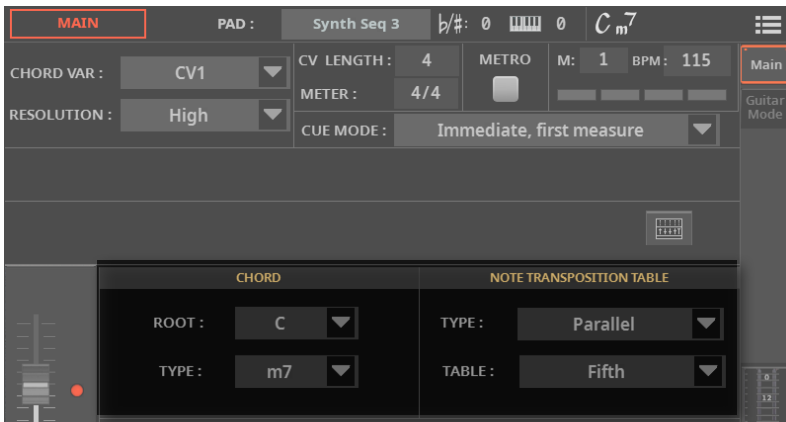 MAIN PAD : Synth Seq 3 b/#: 0 0 Cm7
CHORD VAR : CV1 CV LENGTH : 4 METRO M: 1 BPM : 115 Main
METER : 4/4
RESOLUTION : High Guitar Mode
CUE MODE : Immediate, first measure
CHORD NOTE TRANSPOSITION TABLE
ROOT : C TYPE : Parallel
TYPE : m7 TABLE : Fifth
0
12